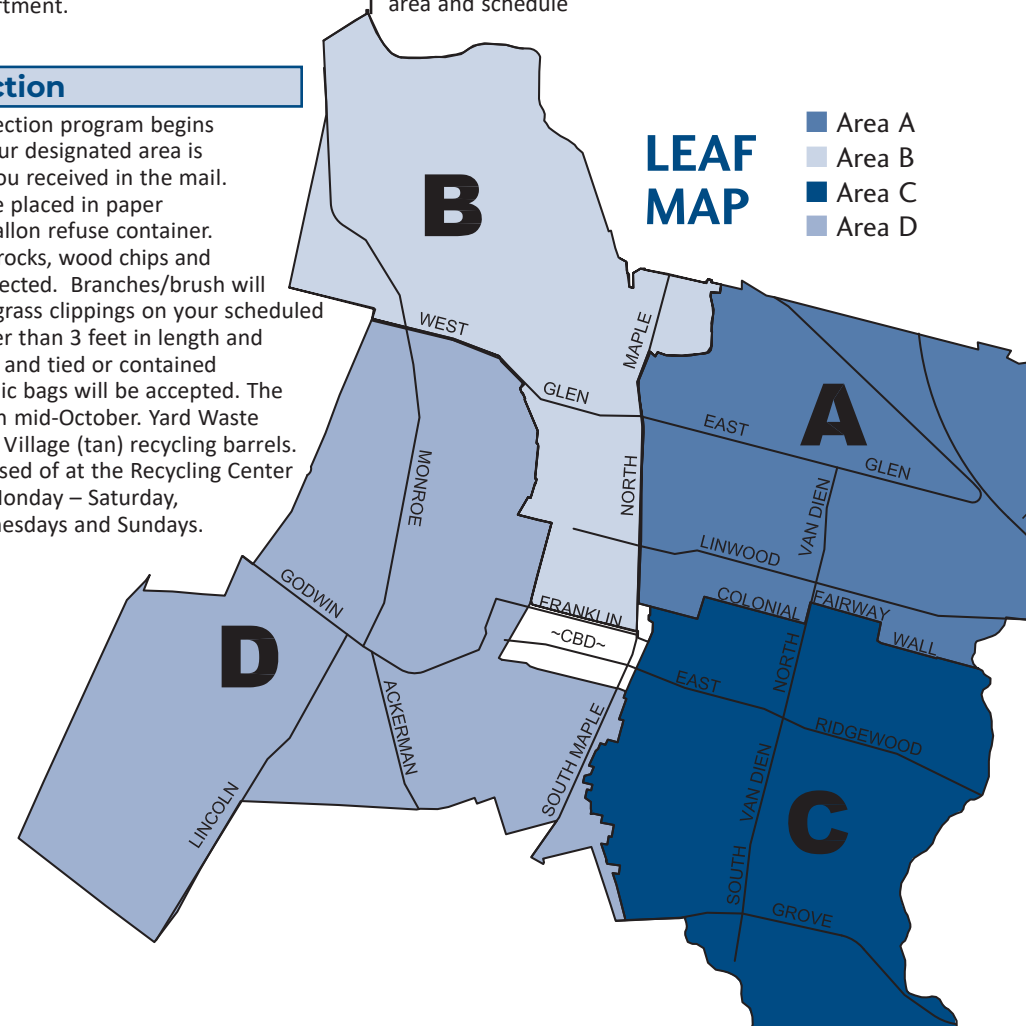 rtment.
area and schedule
ction
ection program begins
ur designated area is
ou received in the mail.
e placed in paper
allon refuse container.
rocks, wood chips and
ected.  Branches/brush will
grass clippings on your scheduled
er than 3 feet in length and
and tied or contained
ic bags will be accepted. The
n mid-October. Yard Waste
Village (tan) recycling barrels.
sed of at the Recycling Center
Monday – Saturday,
nesdays and Sundays.
LEAF
MAP
Area A
Area B
Area C
Area D
B
WEST
MAPLE
GLEN
A
EAST
GLEN
MONROE
NORTH
VAN DIEN
LINWOOD
GODWIN
FRANKLIN
~CBD~
COLONIAL
FAIRWAY
WALL
D
NORTH
EAST
ACKERMAN
SOUTH MAPLE
RIDGEWOOD
LINCOLN
VAN DIEN
C
SOUTH
GROVE